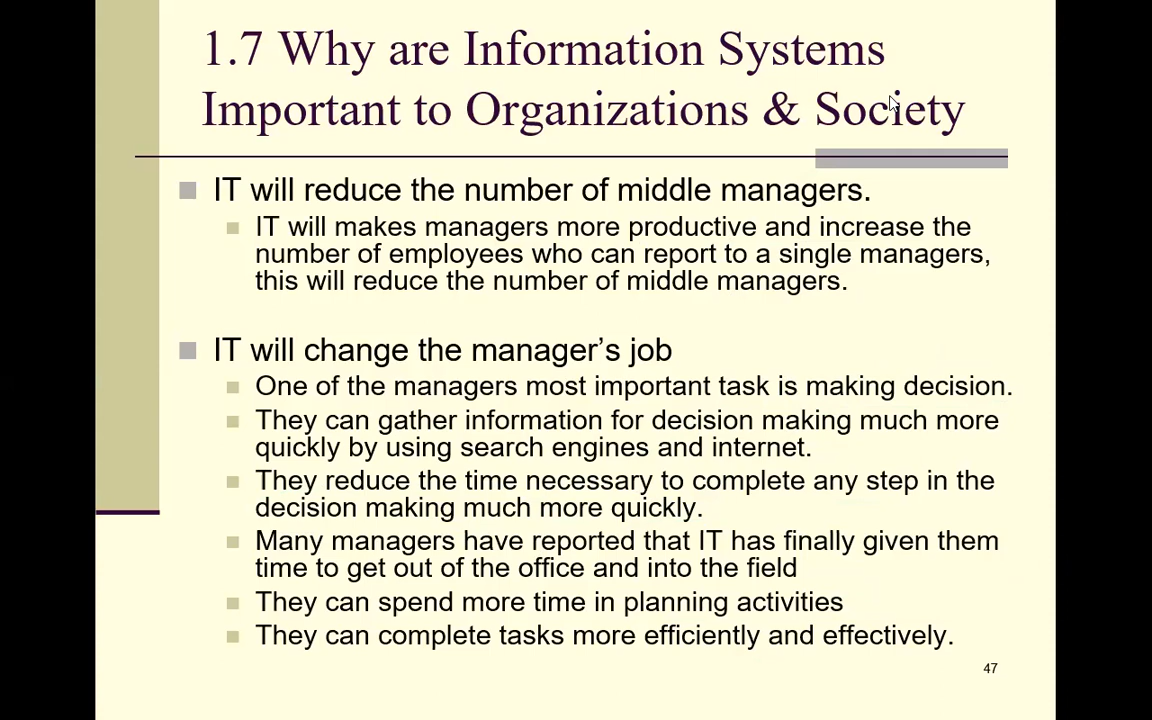 1.7 Why are Information Systems
Important to Organizations & Society
IT will reduce the number of middle managers.
IT will makes managers more productive and increase the
number of employees who can report to a single managers,
this will reduce the number of middle managers.
IT will change the manager’s job
One of the managers most important task is making decision.
They can gather information for decision making much more
quickly by using search engines and internet.
They reduce the time necessary to complete any step in the
decision making much more quickly.
Many managers have reported that IT has finally given them
time to get out of the office and into the field
They can spend more time in planning activities
They can complete tasks more efficiently and effectively.
47